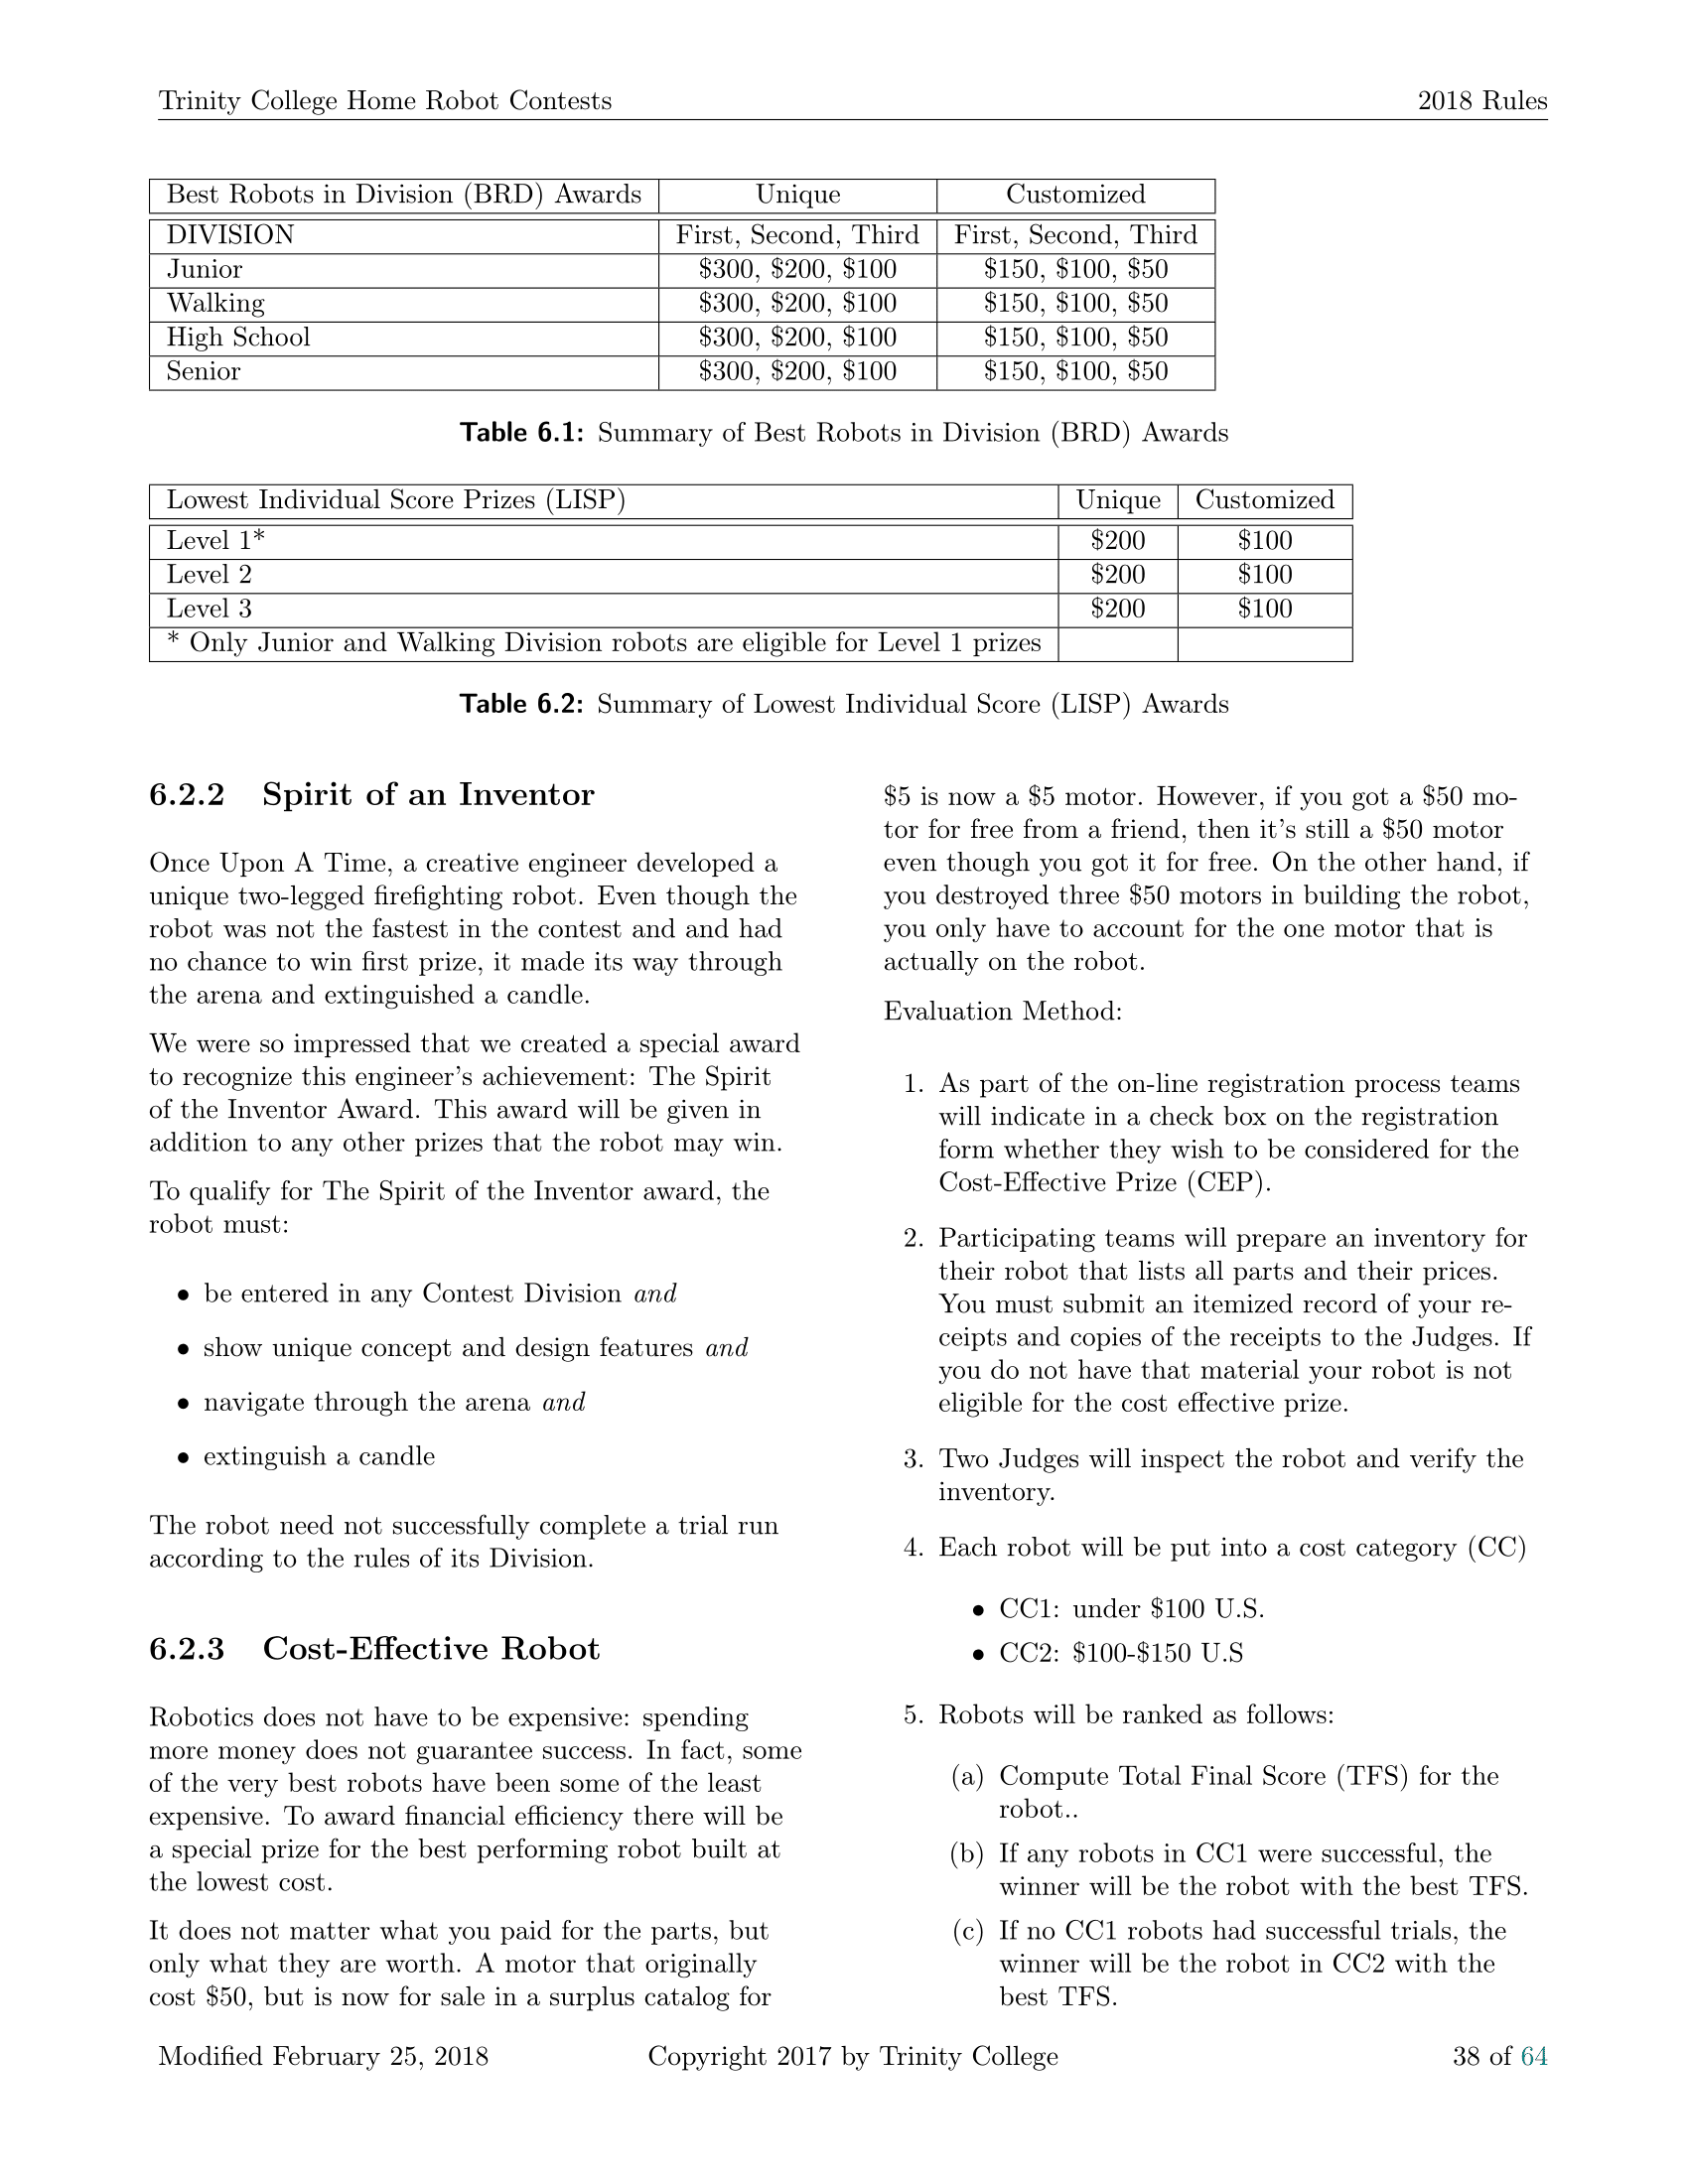 Trinity College Home Robot Contests 2018 Rules
Best Robots in Division (BRD) Awards Unique Customized
DIVISION First, Second, Third First, Second, Third
Junior $300, $200, $100 $150, $100, $50
Walking $300, $200, $100 $150, $100, $50
High School $300, $200, $100 $150, $100, $50
Senior $300, $200, $100 $150, $100, $50
Table 6.1: Summary of Best Robots in Division (BRD) Awards
Lowest Individual Score Prizes (LISP) Unique Customized
Level 1* $200 $100
Level 2 $200 $100
Level 3 $200 $100
* Only Junior and Walking Division robots are eligible for Level 1 prizes
Table 6.2: Summary of Lowest Individual Score (LISP) Awards
6.2.2 Spirit of an Inventor
Once Upon A Time, a creative engineer developed a
unique two-legged firefighting robot. Even though the
robot was not the fastest in the contest and and had
no chance to win first prize, it made its way through
the arena and extinguished a candle.
We were so impressed that we created a special award
to recognize this engineer's achievement: The Spirit
of the Inventor Award. This award will be given in
addition to any other prizes that the robot may win.
To qualify for The Spirit of the Inventor award, the
robot must:
• be entered in any Contest Division and
• show unique concept and design features and
• navigate through the arena and
• extinguish a candle
The robot need not successfully complete a trial run
according to the rules of its Division.
6.2.3 Cost-Effective Robot
Robotics does not have to be expensive: spending
more money does not guarantee success. In fact, some
of the very best robots have been some of the least
expensive. To award financial efficiency there will be
a special prize for the best performing robot built at
the lowest cost.
It does not matter what you paid for the parts, but
only what they are worth. A motor that originally
cost $50, but is now for sale in a surplus catalog for
$5 is now a $5 motor. However, if you got a $50 mo-
tor for free from a friend, then it's still a $50 motor
even though you got it for free. On the other hand, if
you destroyed three $50 motors in building the robot,
you only have to account for the one motor that is
actually on the robot.
Evaluation Method:
1. As part of the on-line registration process teams
will indicate in a check box on the registration
form whether they wish to be considered for the
Cost-Effective Prize (CEP).
2. Participating teams will prepare an inventory for
their robot that lists all parts and their prices.
You must submit an itemized record of your re-
ceipts and copies of the receipts to the Judges. If
you do not have that material your robot is not
eligible for the cost effective prize.
3. Two Judges will inspect the robot and verify the
inventory.
4. Each robot will be put into a cost category (CC)
• CC1: under $100 U.S.
• CC2: $100-$150 U.S
5. Robots will be ranked as follows:
(a) Compute Total Final Score (TFS) for the
robot..
(b) If any robots in CC1 were successful, the
winner will be the robot with the best TFS.
(c) If no CC1 robots had successful trials, the
winner will be the robot in CC2 with the
best TFS.
Modified February 25, 2018 Copyright 2017 by Trinity College 38 of 64